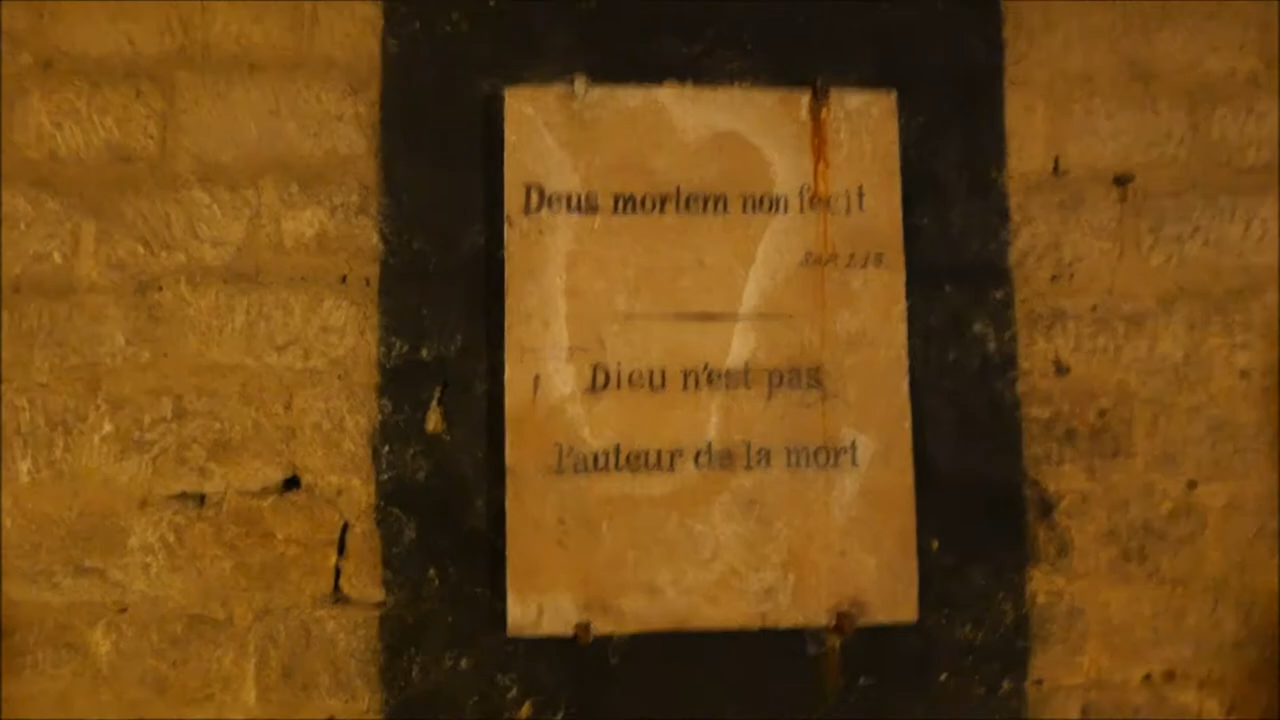 Deus mortem non fecit
SAP. 1 13
Dieu n'est pas
l'auteur de la mort